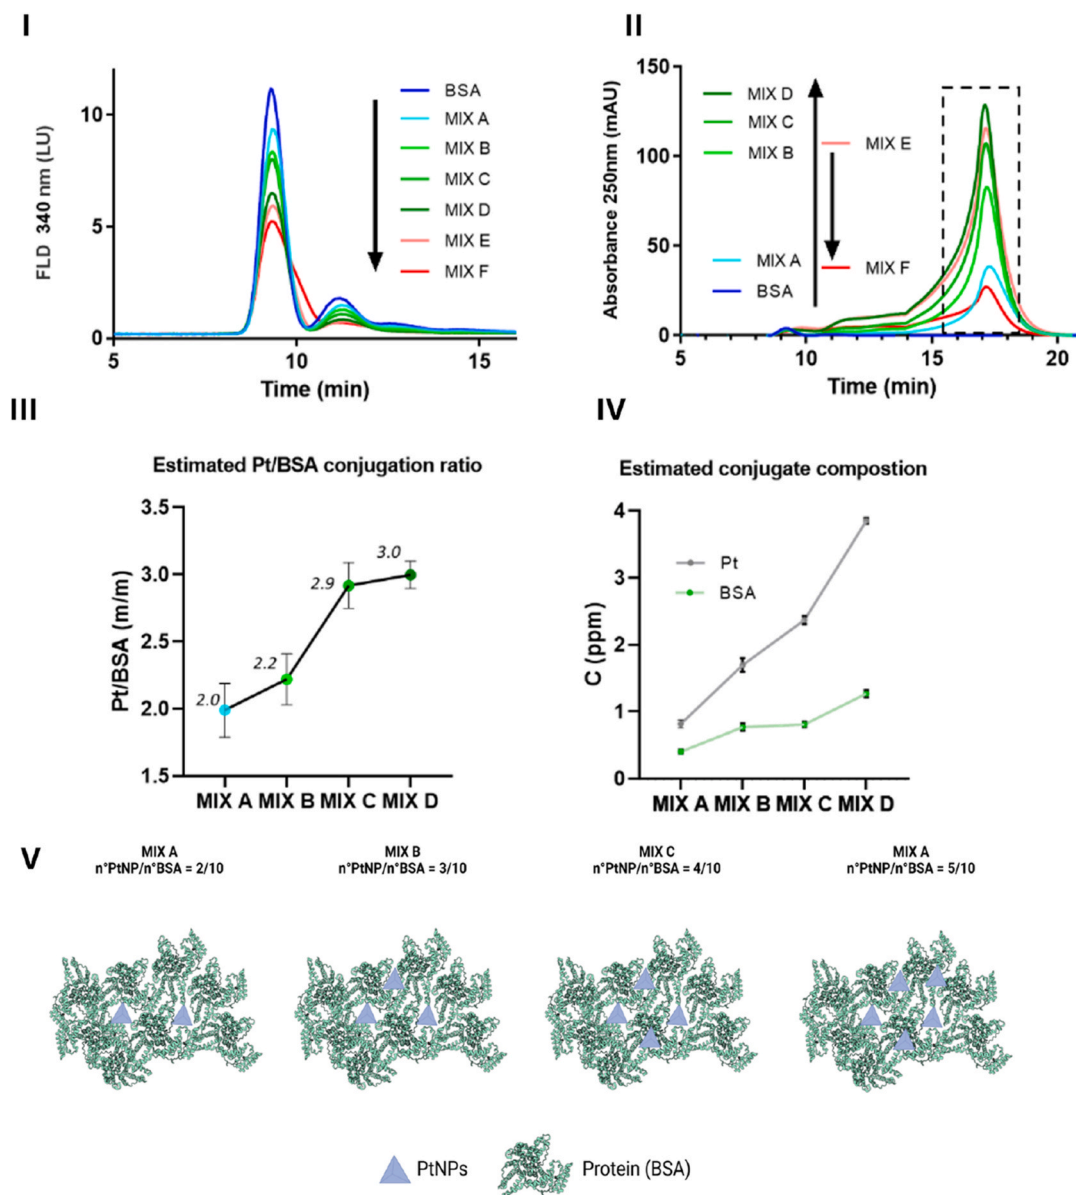 I
FLD 340 nm (LU)
10
5
0
5
10
15
Time (min)
BSA
MIX A
MIX B
MIX C
MIX D
MIX E
MIX F
II
Absorbance 250nm (mAU)
150
100
50
0
5
10
15
20
Time (min)
MIX D
MIX C
MIX B
MIX E
MIX A
MIX F
BSA
III
Estimated Pt/BSA conjugation ratio
Pt/BSA (m/m)
3.5
3.0
2.5
2.0
1.5
2.0
2.2
2.9
3.0
MIX A MIX B MIX C MIX D
IV
Estimated conjugate compostion
C (ppm)
4
3
2
1
0
Pt
BSA
MIX A MIX B MIX C MIX D
V
MIX A
n°PtNP/n°BSA = 2/10
MIX B
n°PtNP/n°BSA = 3/10
MIX C
n°PtNP/n°BSA = 4/10
MIX A
n°PtNP/n°BSA = 5/10
PtNPs
Protein (BSA)